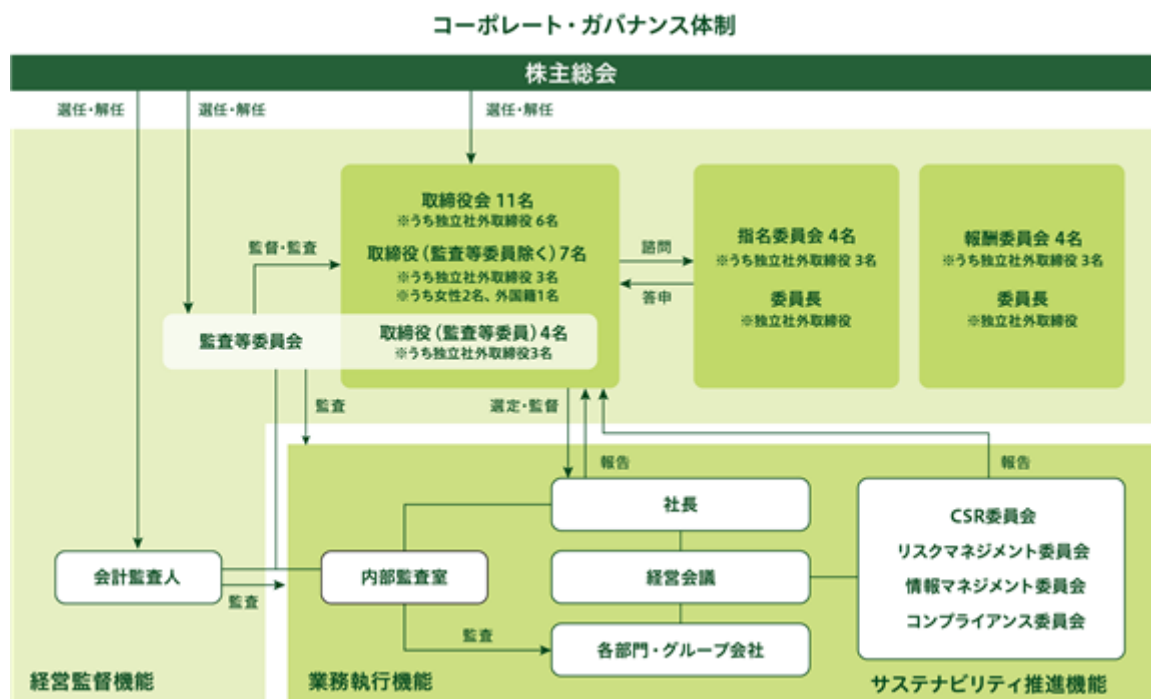 コーポレート・ガバナンス体制
株主総会
選任・解任
選任・解任
選任・解任
取締役会 11名
※うち独立社外取締役 6名
取締役(監査等委員除く)7名
※うち独立社外取締役 3名
※うち女性2名、外国籍1名
監督・監査
監査等委員会
取締役(監査等委員)4名
※うち独立社外取締役3名
諮問
答申
指名委員会 4名
※うち独立社外取締役 3名
委員長
※独立社外取締役
報酬委員会 4名
※うち独立社外取締役 3名
委員長
※独立社外取締役
監査
選定・監督
報告
報告
社長
会計監査人
監査
内部監査室
経営会議
監査
各部門・グループ会社
CSR委員会
リスクマネジメント委員会
情報マネジメント委員会
コンプライアンス委員会
経営監督機能
業務執行機能
サステナビリティ推進機能